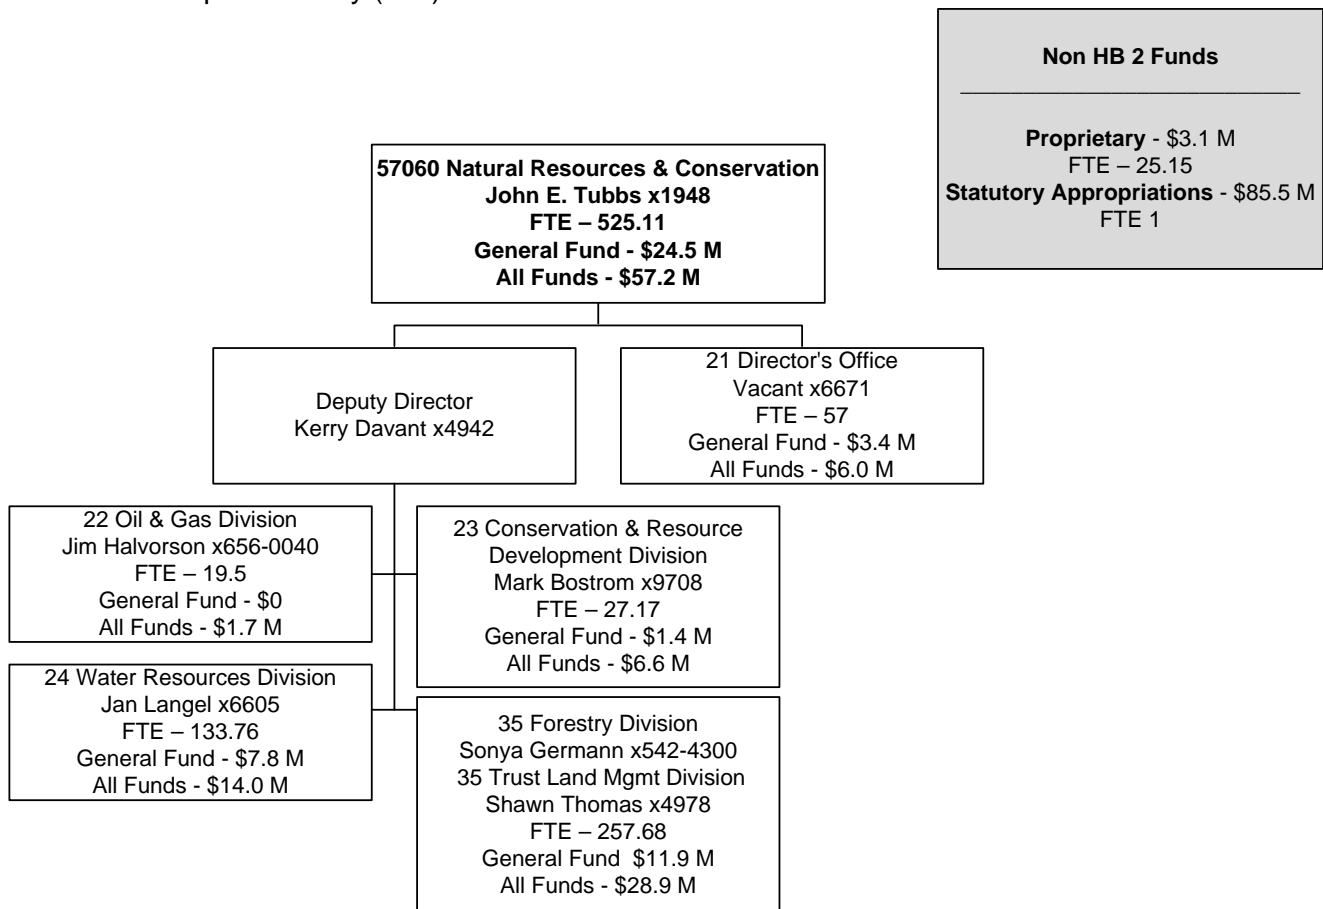 Non HB 2 Funds
Proprietary - $3.1 M
FTE – 25.15
Statutory Appropriations - $85.5 M
FTE 1
57060 Natural Resources & Conservation
John E. Tubbs x1948
FTE – 525.11
General Fund - $24.5 M
All Funds - $57.2 M
Deputy Director
Kerry Davant x4942
21 Director's Office
Vacant x6671
FTE – 57
General Fund - $3.4 M
All Funds - $6.0 M
22 Oil & Gas Division
Jim Halvorson x656-0040
FTE – 19.5
General Fund - $0
All Funds - $1.7 M
23 Conservation & Resource
Development Division
Mark Bostrom x9708
FTE – 27.17
General Fund - $1.4 M
All Funds - $6.6 M
24 Water Resources Division
Jan Langel x6605
FTE – 133.76
General Fund - $7.8 M
All Funds - $14.0 M
35 Forestry Division
Sonya Germann x542-4300
35 Trust Land Mgmt Division
Shawn Thomas x4978
FTE – 257.68
General Fund  $11.9 M
All Funds - $28.9 M